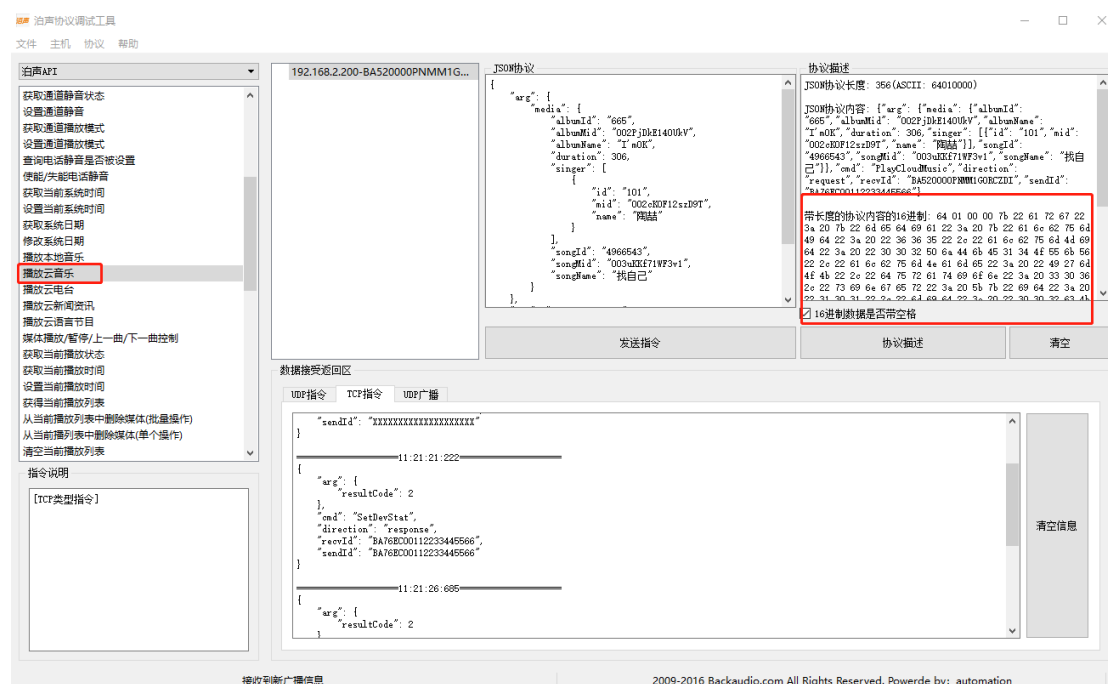 泊声协议调试工具
文件 主机 协议 帮助
泊声API
获取通道静音状态
设置通道静音
获取通道播放模式
设置通道播放模式
查询电话静音是否被设置
使能/失能电话静音
获取当前系统时间
设置当前系统时间
获取系统日期
修改系统日期
播放本地音乐
播放云音乐
播放云电台
播放云新闻资讯
播放云语言节目
媒体播放/暂停/上一曲/下一曲控制
获取当前播放状态
获取当前播放时间
设置当前播放时间
获得当前播放列表
从当前播放列表中删除媒体(批量操作)
从当前播列表中删除媒体(单个操作)
清空当前播放列表
指令说明
[TCP类型指令]
192.168.2.200-BA520000PNMM1G...
JSON协议
{
"arg": {
"media": {
"albumId": "665",
"albumMid": "002PjDkE14OUkV",
"albumName": "I'mOK",
"duration": 306,
"singer": [
{
"id": "101",
"mid": "002cKOF12szD9T",
"name": "陶喆"
}
],
"songId": "4966543",
"songMid": "003uKKf71WF3v1",
"songName": "找自己"
}
},
发送指令
协议描述
JSON协议长度: 356(ASCII: 64010000)
JSON协议内容: {"arg": {"media": {"albumId":
"665", "albumMid": "002PjDkE14OUkV", "albumName":
"I'mOK", "duration": 306, "singer": [{"id": "101", "mid":
"002cKOF12szD9T", "name": "陶喆"}], "songId":
"4966543", "songMid": "003uKKf71WF3v1", "songName": "找自
己"}}, "cmd": "PlayCloudMusic", "direction":
"request", "recvId": "BA520000PNMM1GORCZDI", "sendId":
"BA76EC00112233445566"}
带长度的协议内容的16进制: 64 01 00 00 7b 22 61 72 67 22
3a 20 7b 22 6d 65 64 69 61 22 3a 20 7b 22 61 6c 62 75 6d
49 64 22 3a 20 22 36 36 35 22 2c 22 61 6c 62 75 6d 4d 69
64 22 3a 20 22 30 30 32 50 6a 44 6b 45 31 34 4f 55 6b 56
22 2c 22 61 6c 62 75 6d 4e 61 6d 65 22 3a 20 22 49 27 6d
4f 4b 22 2c 22 64 75 72 61 74 69 6f 6e 22 3a 20 33 30 36
2c 22 73 69 6e 67 65 72 22 3a 20 5b 7b 22 69 64 22 3a 20
22 31 30 31 22 2c 22 6d 69 64 22 3a 20 22 30 30 32 63 4b
16进制数据是否带空格
协议描述
清空
数据接受返回区
UDP指令 TCP指令 UDP广播
"sendId": "XXXXXXXXXXXXXXXXXXXX"
}
11:21:21:222
{
"arg": {
"resultCode": 2
},
"cmd": "SetDevStat",
"direction": "response",
"recvId": "BA76EC00112233445566",
"sendId": "BA76EC00112233445566"
}
11:21:26:685
{
"arg": {
"resultCode": 2
}
清空信息
接收到新广播信息
2009-2016 Backaudio.com All Rights Reserved. Powerde by: automation